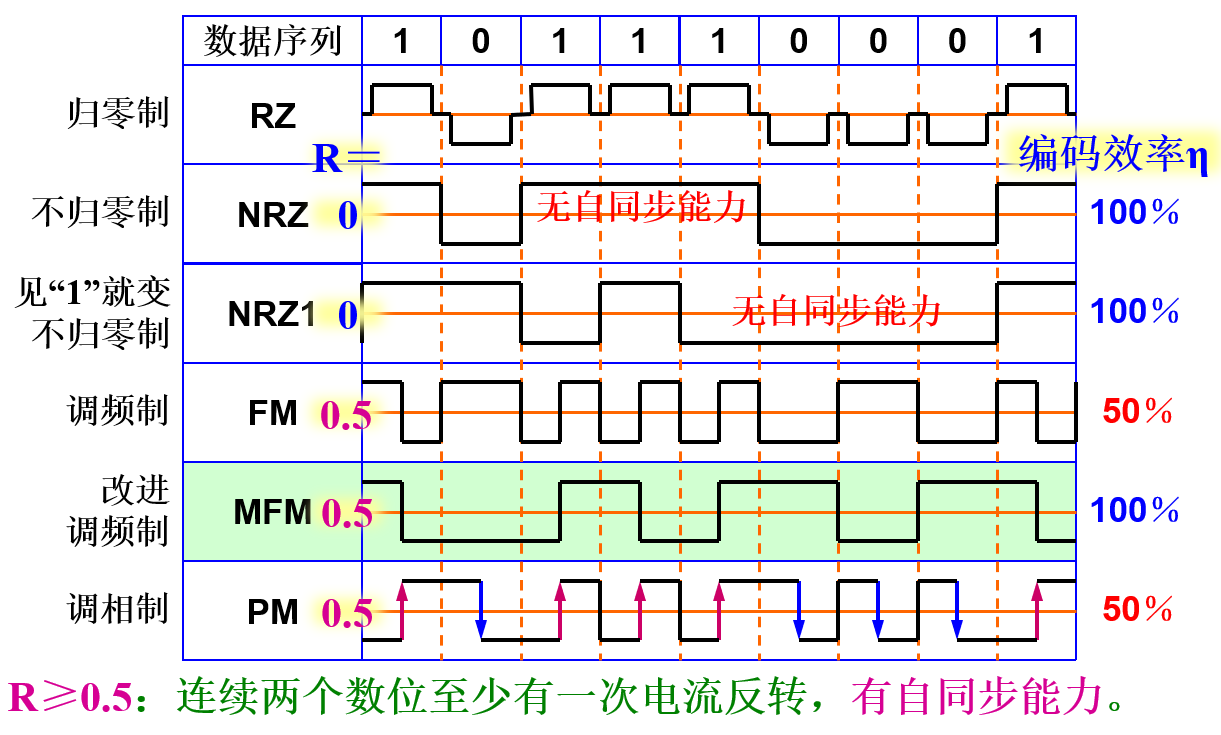 数据序列 1 0 1 1 1 0 0 0 1
归零制 RZ
R＝ 编码效率η
不归零制 NRZ 0 无自同步能力 100%
见“1”就变
不归零制 NRZ1 0 无自同步能力 100%
调频制 FM 0.5 50%
改进
调频制 MFM 0.5 100%
调相制 PM 0.5 50%
R≥0.5：连续两个数位至少有一次电流反转，有自同步能力。